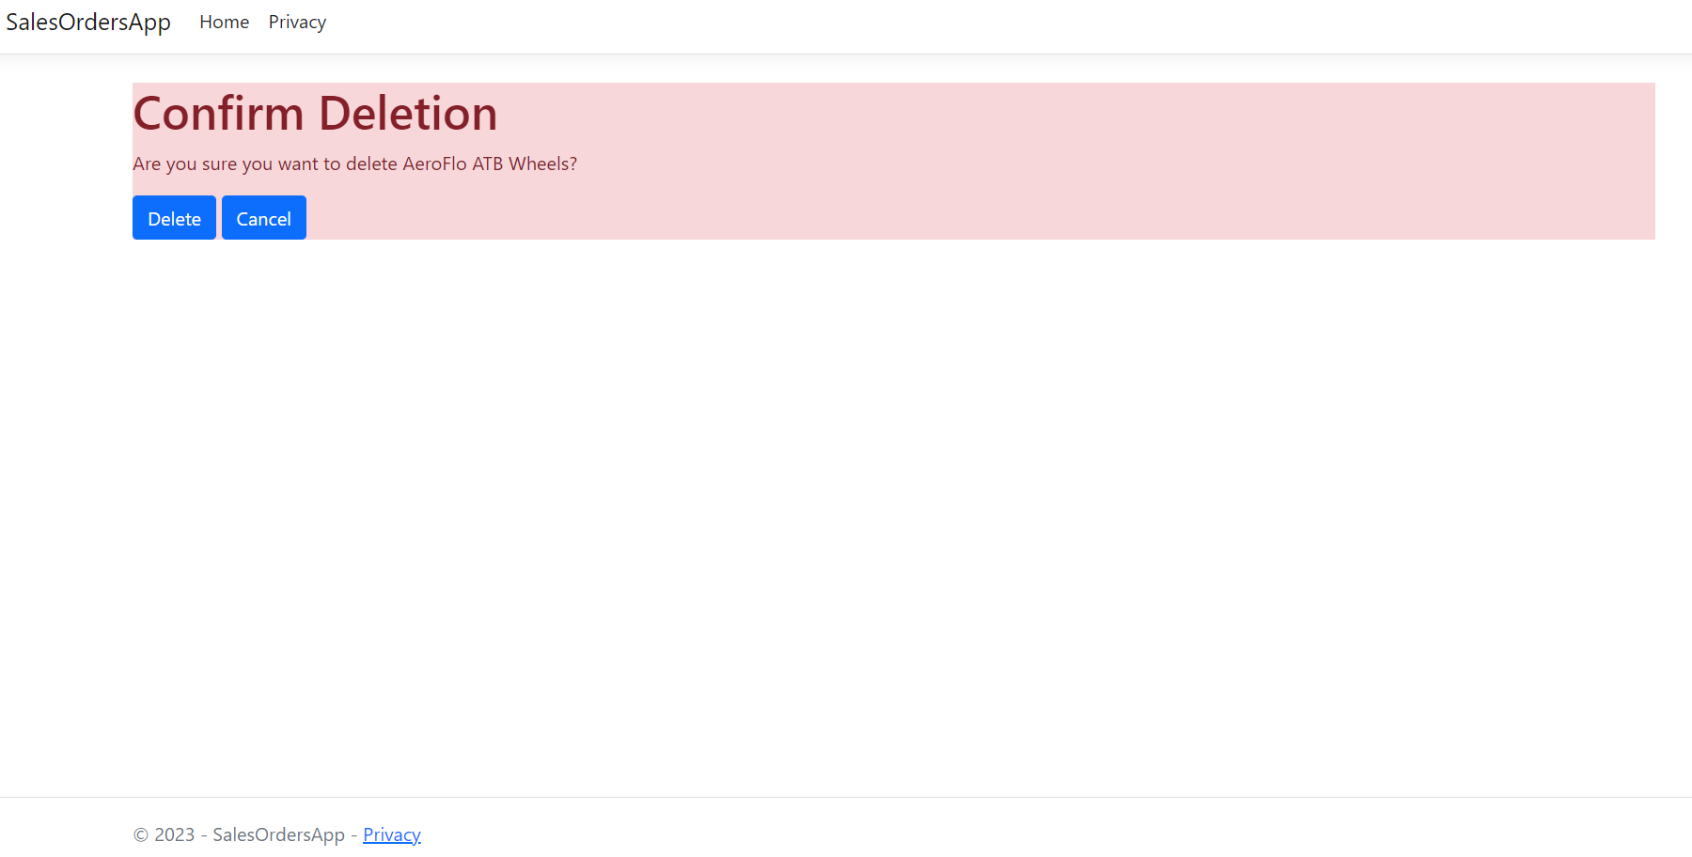 SalesOrdersApp Home Privacy
Confirm Deletion
Are you sure you want to delete AeroFlo ATB Wheels?
Delete Cancel
© 2023 - SalesOrdersApp - Privacy